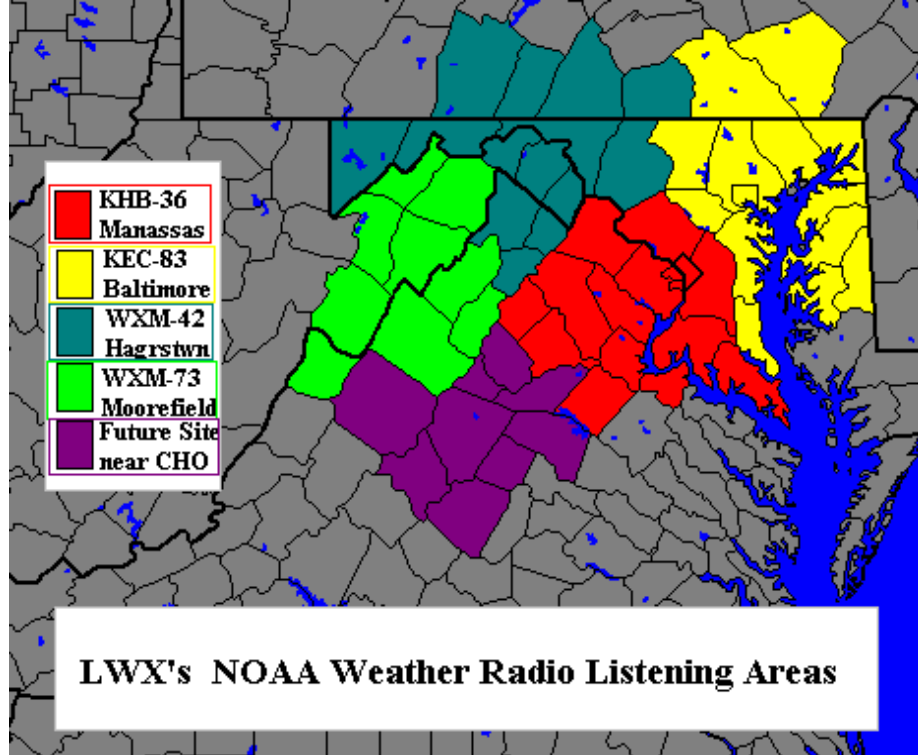 KHB-36
Manassas
KEC-83
Baltimore
WXM-42
Hagrstwn
WXM-73
Moorefield
Future Site
near CHO
LWX's NOAA Weather Radio Listening Areas